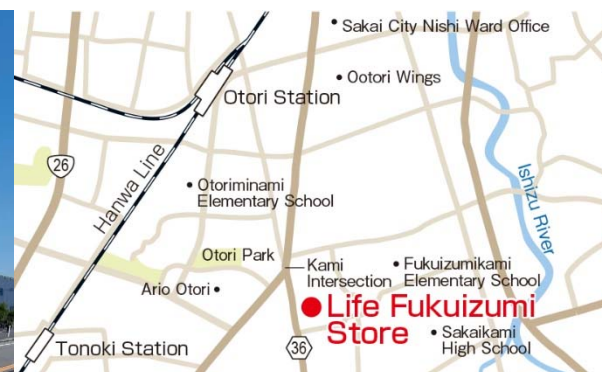 Sakai City Nishi Ward Office
Ootori Wings
Otori Station
26
Hanwa Line
Otoriminami
Elementary School
Ishizu River
Otori Park
Kami
Intersection
Fukuizumikami
Elementary School
Ario Otori
Life Fukuizumi
Store
Sakaikami
High School
36
Tonoki Station